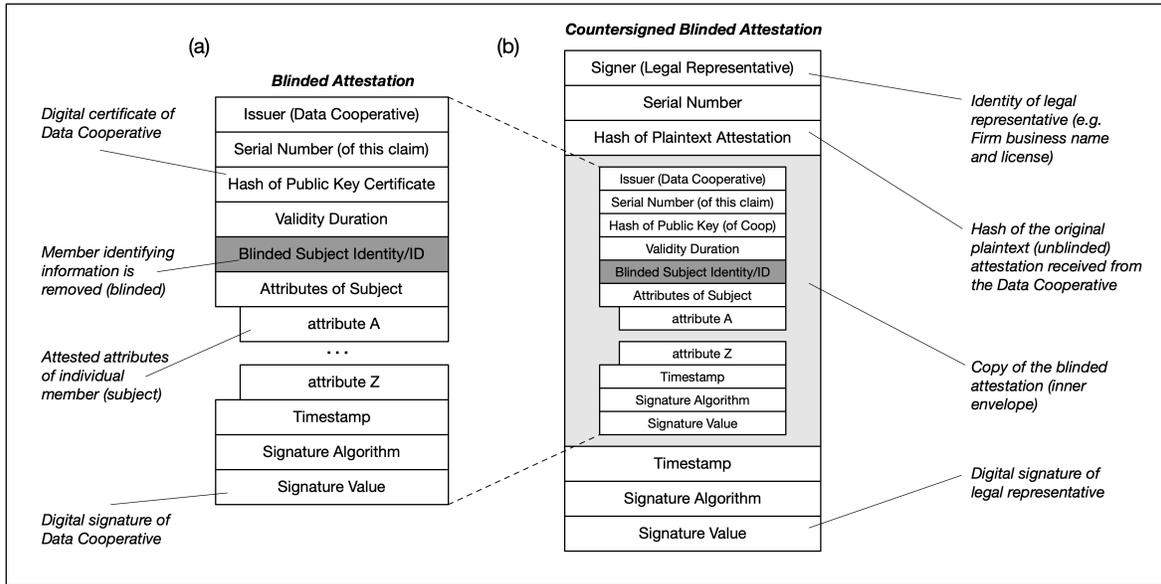 (a)
Blinded Attestation
Digital certificate of
Data Cooperative
Issuer (Data Cooperative)
Serial Number (of this claim)
Hash of Public Key Certificate
Validity Duration
Member identifying
information is
removed (blinded)
Blinded Subject Identity/ID
Attributes of Subject
attribute A
...
Attested attributes
of individual
member (subject)
attribute Z
Timestamp
Signature Algorithm
Signature Value
Digital signature of
Data Cooperative
(b)
Countersigned Blinded Attestation
Signer (Legal Representative)
Serial Number
Hash of Plaintext Attestation
Issuer (Data Cooperative)
Serial Number (of this claim)
Hash of Public Key (of Coop)
Validity Duration
Blinded Subject Identity/ID
Attributes of Subject
attribute A
attribute Z
Timestamp
Signature Algorithm
Signature Value
Timestamp
Signature Algorithm
Signature Value
Identity of legal
representative (e.g.
Firm business name
and license)
Hash of the original
plaintext (unblinded)
attestation received from
the Data Cooperative
Copy of the blinded
attestation (inner
envelope)
Digital signature of
legal representative